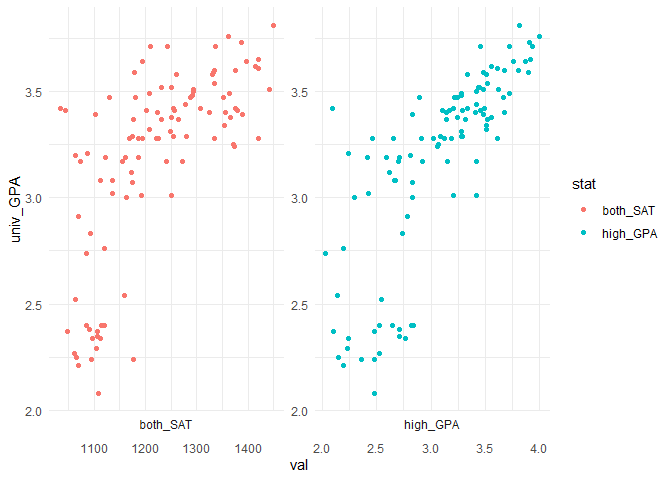 univ_GPA
3.5
3.0
2.5
2.0
both_SAT
high_GPA
1100 1200 1300 1400
2.0 2.5 3.0 3.5 4.0
val
stat
both_SAT
high_GPA